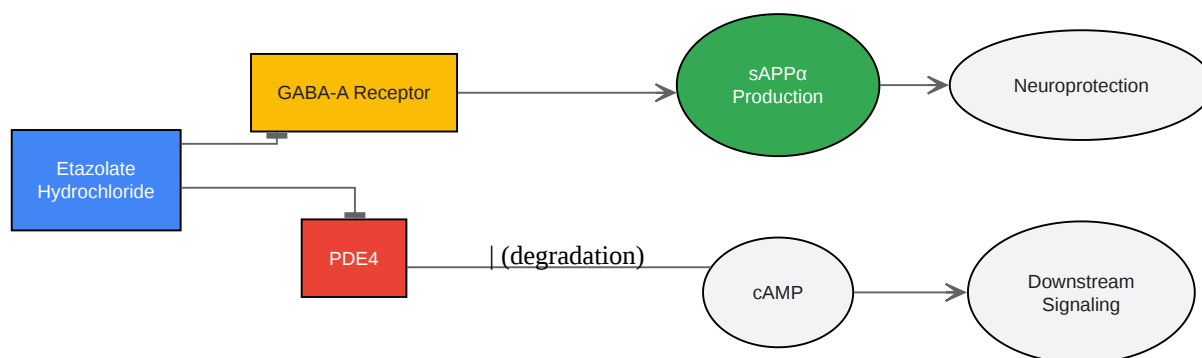 GABA-A Receptor
sAPPα
Production
Neuroprotection
Etazolate
Hydrochloride
PDE4
| (degradation)
cAMP
Downstream
Signaling